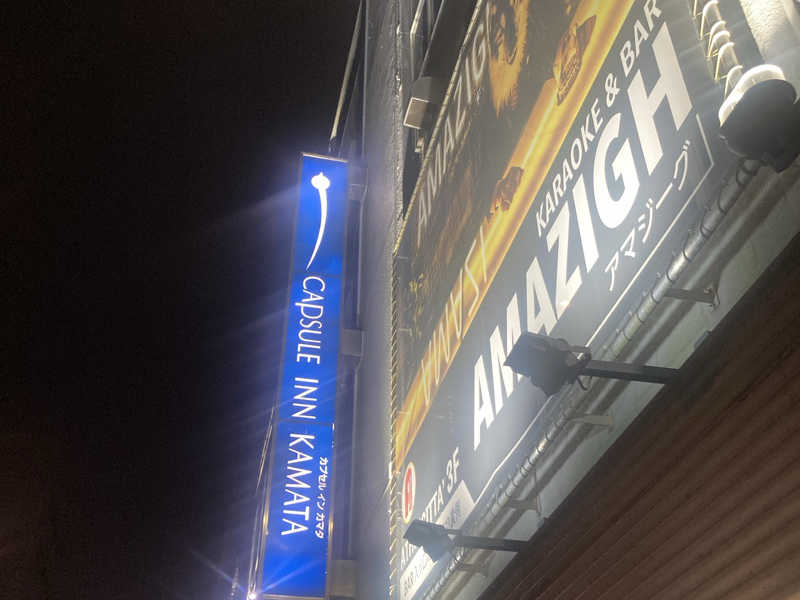 CAPSULE INN KAMATA
カプセル イン カマタ
AMAZIGH
KARAOKE & BAR
AMAZIGH
アマジーグ
3F